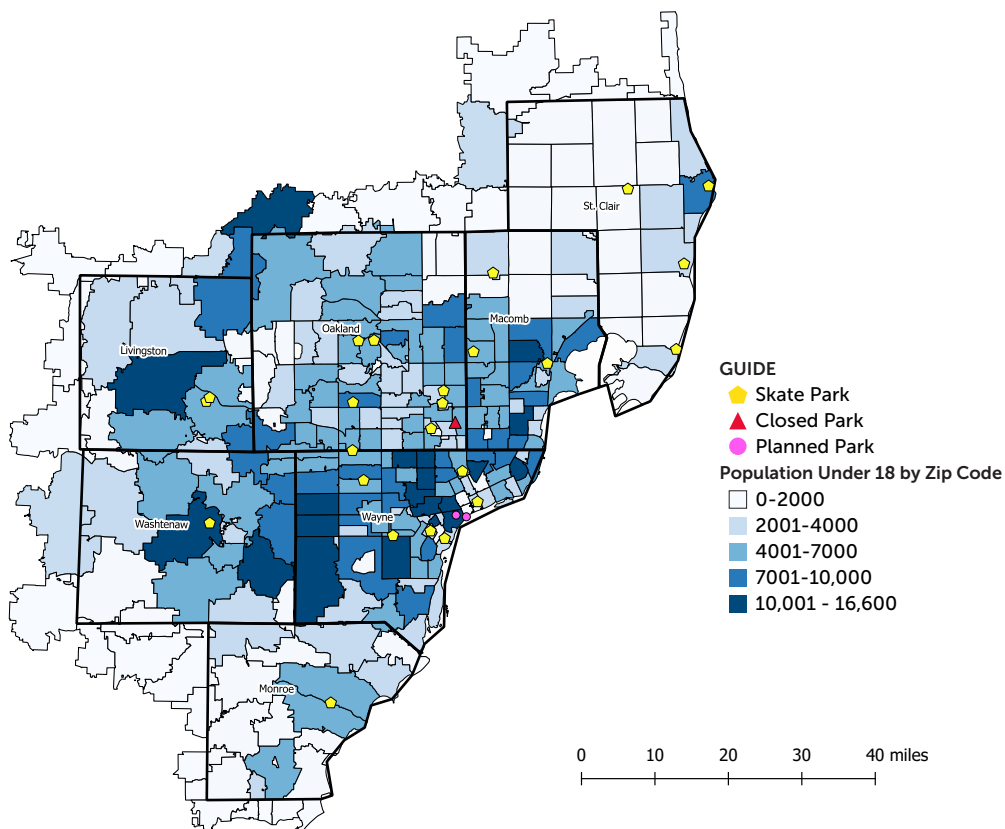 St. Clair
Macomb
Oakland
Livingston
GUIDE
Skate Park
Closed Park
Planned Park
Population Under 18 by Zip Code
0-2000
2001-4000
4001-7000
7001-10,000
10,001 - 16,600
Wayne
Washtenaw
Monroe
0 10 20 30 40 miles